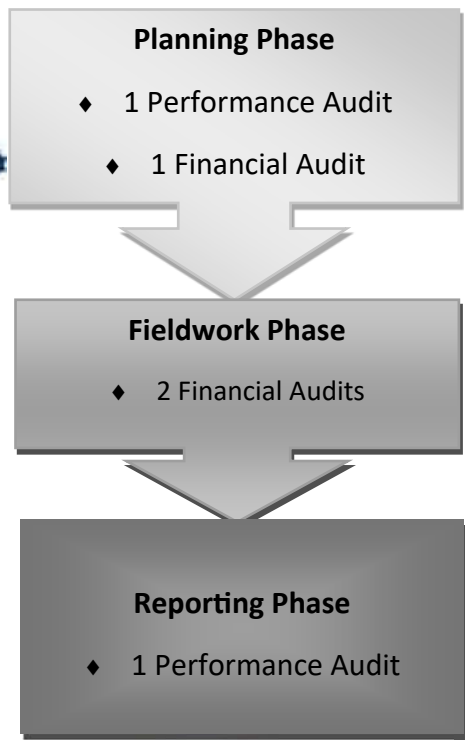 Planning Phase
♦ 1 Performance Audit
♦ 1 Financial Audit
Fieldwork Phase
♦ 2 Financial Audits
Reporting Phase
♦ 1 Performance Audit